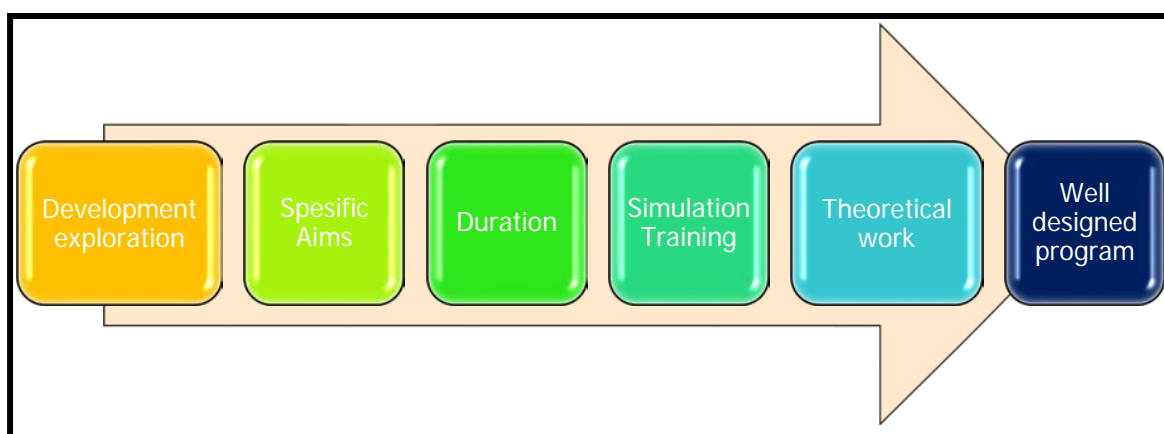 Development
exploration
Spesific
Aims
Duration
Simulation
Training
Theoretical
work
Well
designed
program